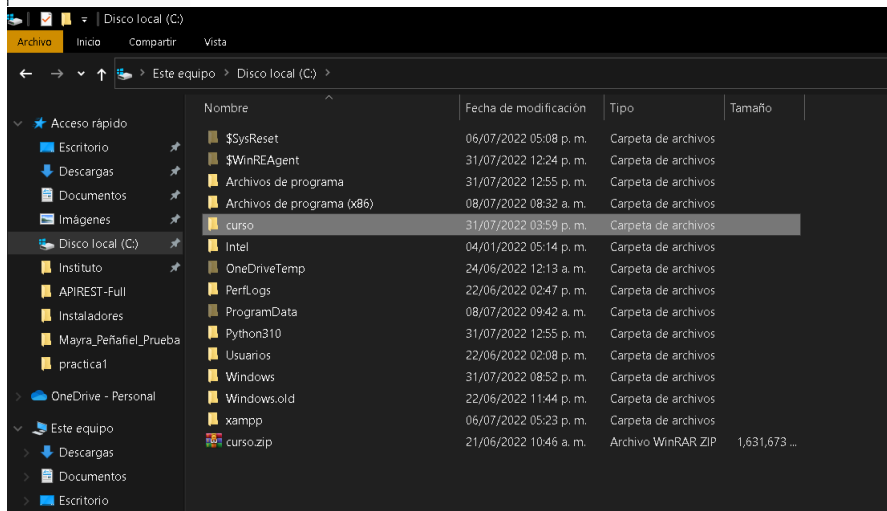 Disco local (C:)
Archivo Inicio Compartir Vista
Este equipo > Disco local (C:) >
Nombre Fecha de modificación Tipo Tamaño
Acceso rápido
Escritorio
Descargas
Documentos
Imágenes
Disco local (C:)
Instituto
APIREST-Full
Instaladores
Mayra_Peñafiel_Prueba
practica1
OneDrive - Personal
Este equipo
Descargas
Documentos
Escritorio
$SysReset 06/07/2022 05:08 p. m. Carpeta de archivos
$WinREAgent 31/07/2022 12:24 p. m. Carpeta de archivos
Archivos de programa 31/07/2022 12:55 p. m. Carpeta de archivos
Archivos de programa (x86) 08/07/2022 08:32 a. m. Carpeta de archivos
curso 31/07/2022 03:59 p. m. Carpeta de archivos
Intel 04/01/2022 05:14 p. m. Carpeta de archivos
OneDriveTemp 24/06/2022 12:13 a. m. Carpeta de archivos
PerfLogs 22/06/2022 02:47 p. m. Carpeta de archivos
ProgramData 08/07/2022 09:42 a. m. Carpeta de archivos
Python310 31/07/2022 12:55 p. m. Carpeta de archivos
Usuarios 22/06/2022 02:08 p. m. Carpeta de archivos
Windows 31/07/2022 08:52 p. m. Carpeta de archivos
Windows.old 22/06/2022 11:44 p. m. Carpeta de archivos
xampp 06/07/2022 05:23 p. m. Carpeta de archivos
curso.zip 21/06/2022 10:46 a. m. Archivo WinRAR ZIP 1,631,673 ...